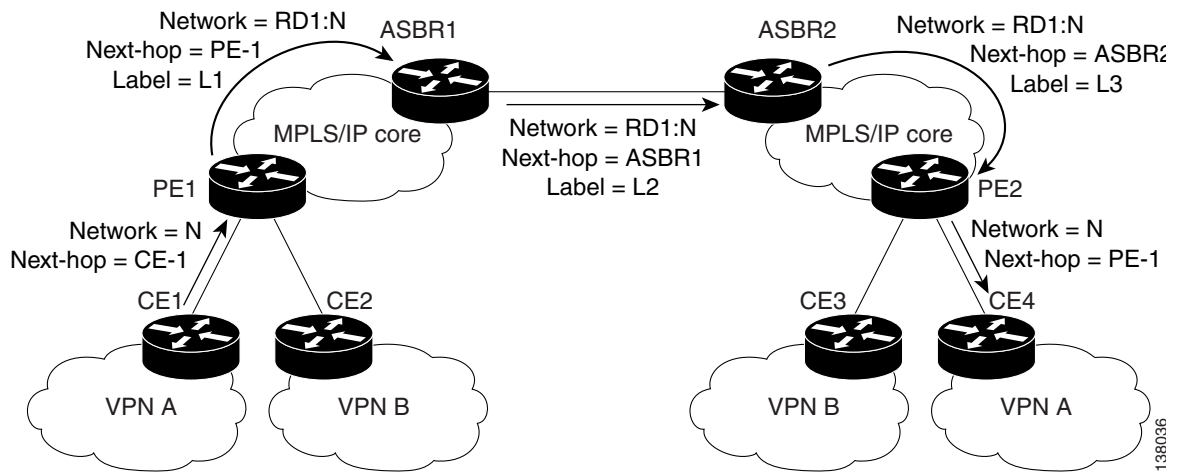 Network = RD1:N
Next-hop = PE-1
Label = L1
ASBR1
ASBR2
Network = RD1:N
Next-hop = ASBR2
Label = L3
MPLS/IP core
Network = RD1:N
Next-hop = ASBR1
Label = L2
MPLS/IP core
PE1
PE2
Network = N
Next-hop = CE-1
Network = N
Next-hop = PE-1
CE1
CE2
CE3
CE4
VPN A
VPN B
VPN B
VPN A
138036